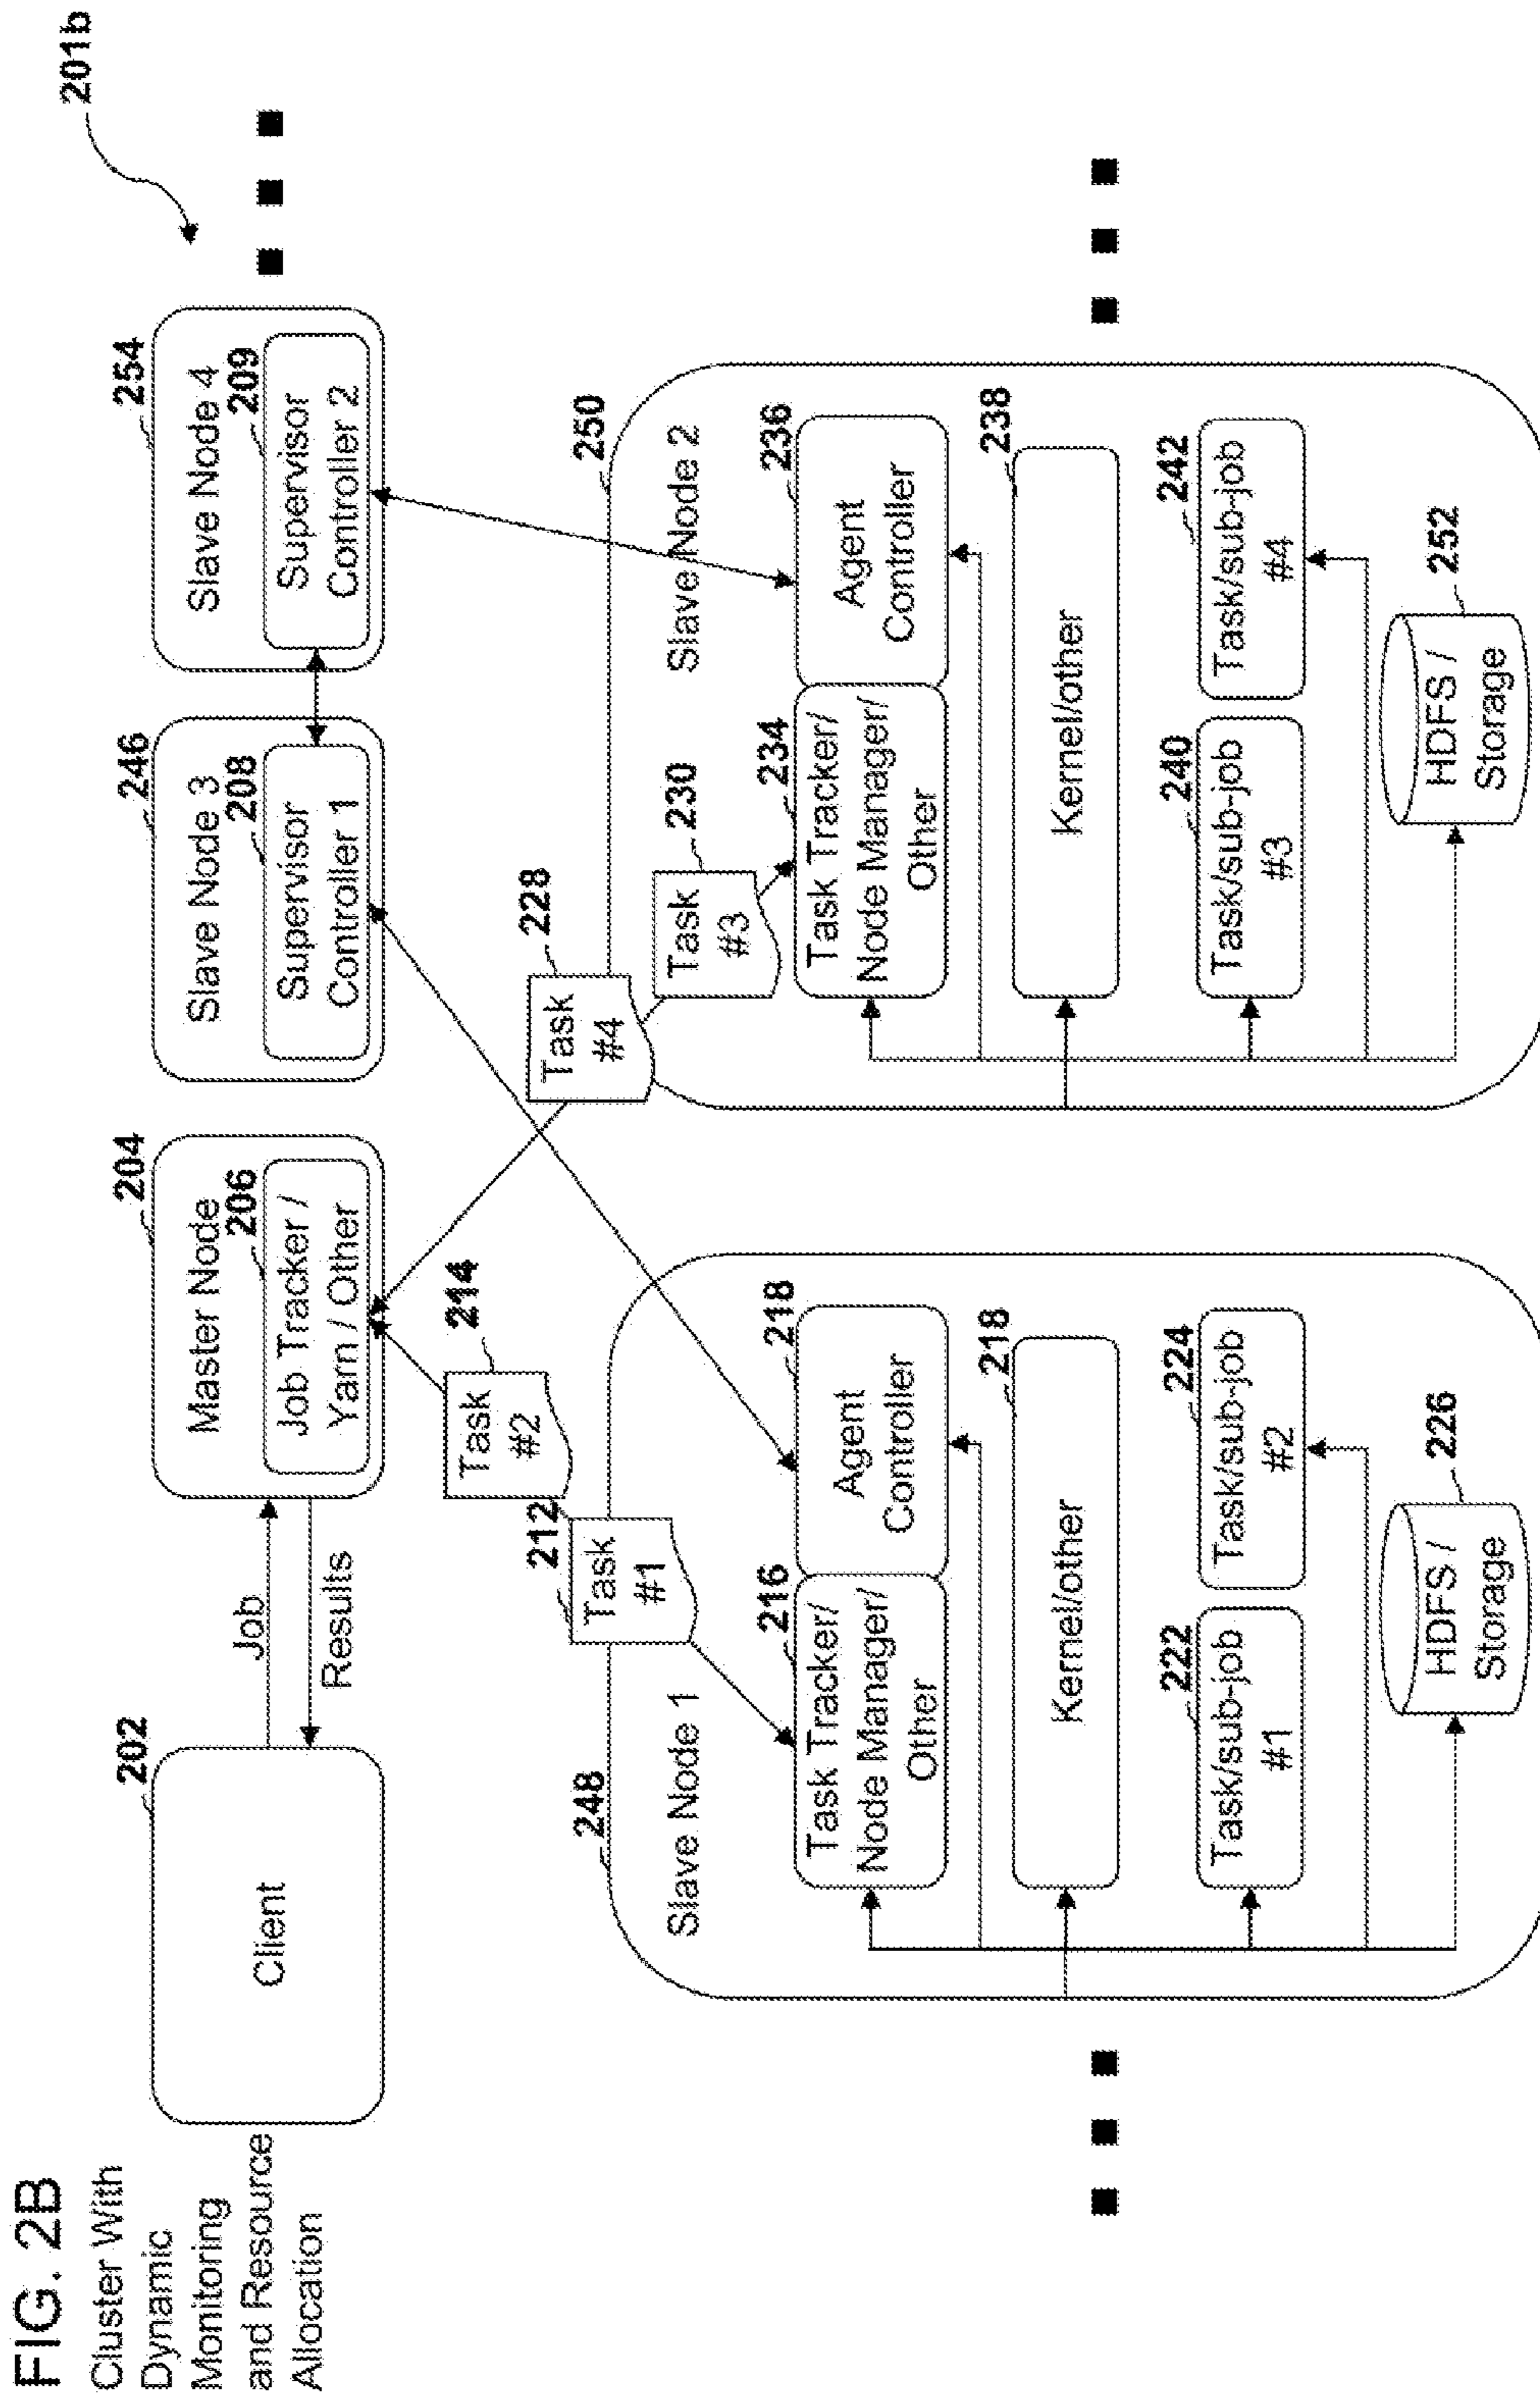 FIG. 2B
Cluster With
Dynamic
Monitoring
and Resource
Allocation
201b
202
Client
Job
Results
204
Master Node
206
Job Tracker /
Yarn / Other
246
Slave Node 3
208
Supervisor
Controller 1
254
Slave Node 4
209
Supervisor
Controller 2
214
Task
#2
212
Task
#1
228
Task
#4
230
Task
#3
248
Slave Node 1
216
Task Tracker/
Node Manager/
Other
218
Agent
Controller
218
Kernel/other
222
Task/sub-job
#1
224
Task/sub-job
#2
226
HDFS /
Storage
250
Slave Node 2
234
Task Tracker/
Node Manager/
Other
236
Agent
Controller
238
Kernel/other
240
Task/sub-job
#3
242
Task/sub-job
#4
252
HDFS /
Storage